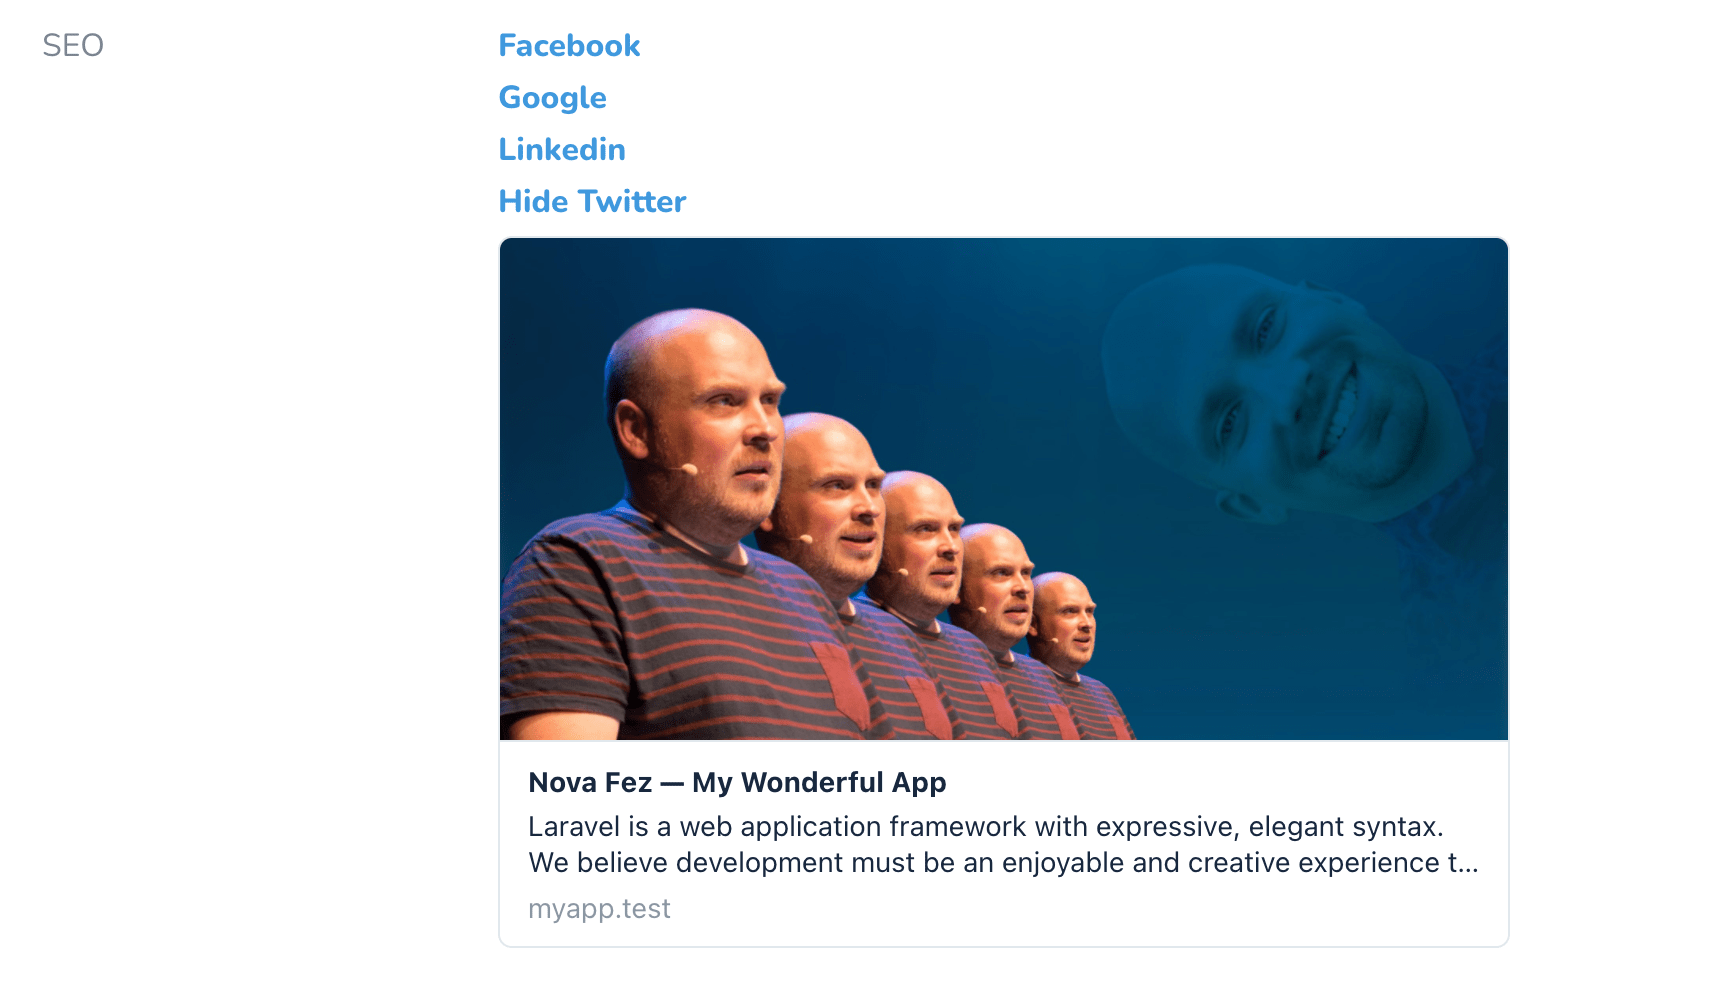 SEO
Facebook
Google
Linkedin
Hide Twitter
Nova Fez — My Wonderful App
Laravel is a web application framework with expressive, elegant syntax.
We believe development must be an enjoyable and creative experience t...
myapp.test